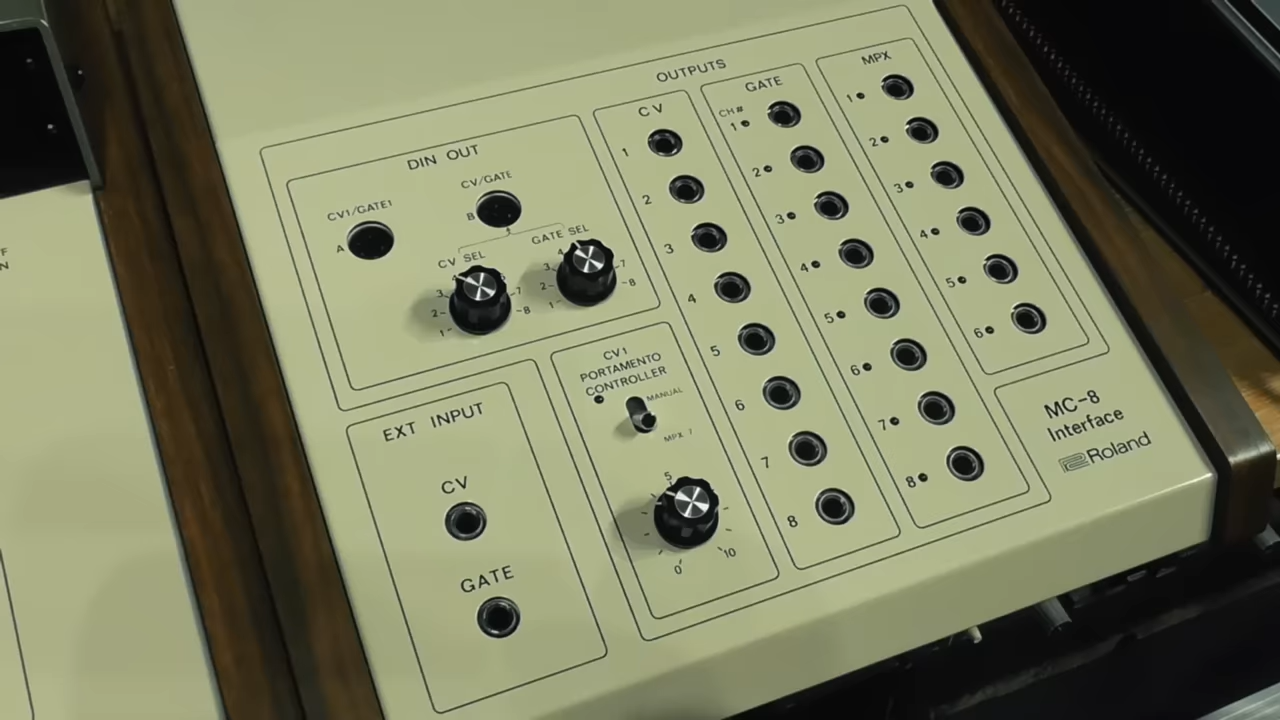 OUTPUTS
DIN OUT
CV1/GATE1
A
CV/GATE
B
CV SEL
1
2
3
4
7
8
GATE SEL
1
2
3
4
7
8
CV
1
2
3
4
5
6
7
8
GATE
CH#
1
2
3
4
5
6
7
8
MPX
1
2
3
4
5
6
EXT INPUT
CV
GATE
CV1
PORTAMENTO
CONTROLLER
MANUAL
MPX 7
5
0
10
MC-8
Interface
Roland
F
N